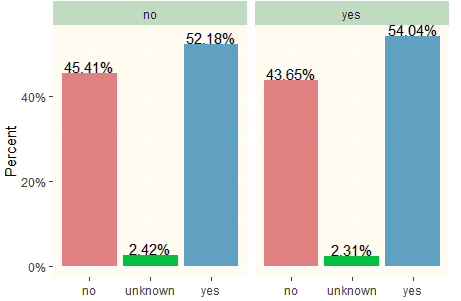 no
yes
Percent
40%
20%
0%
45.41%
2.42%
52.18%
43.65%
2.31%
54.04%
no
unknown
yes
no
unknown
yes